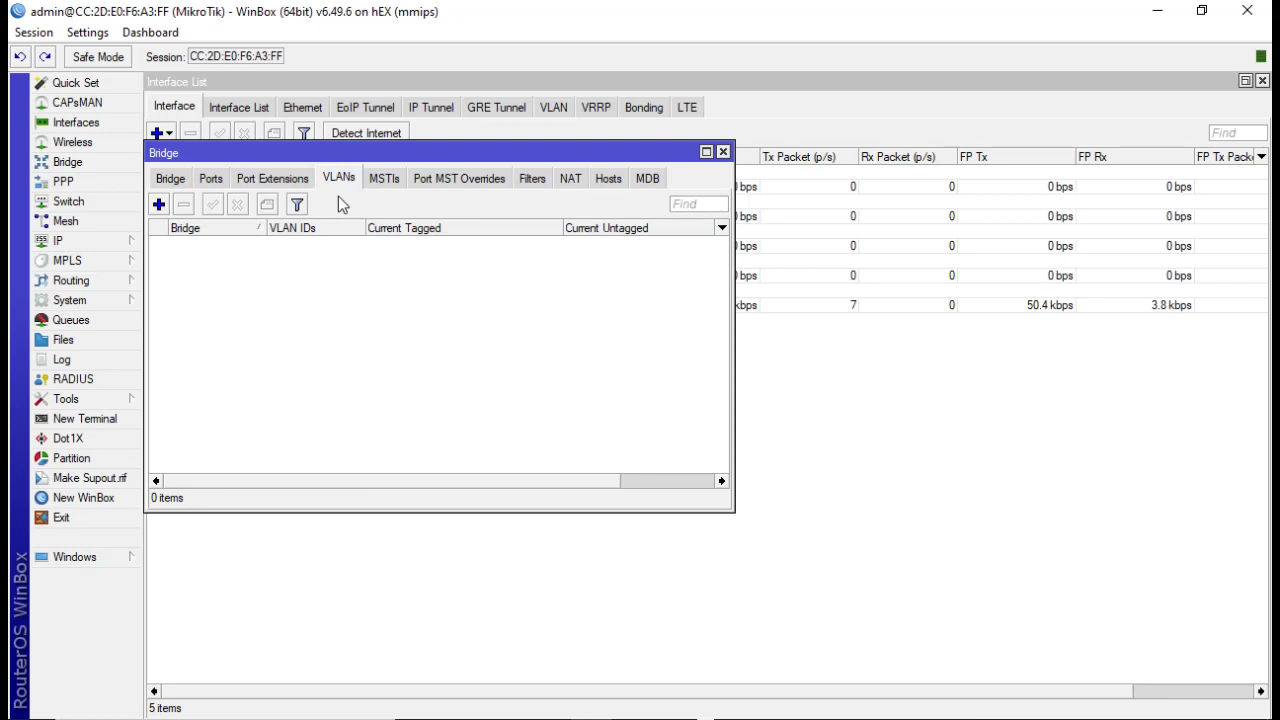 admin@CC:2D:E0:F6:A3:FF (MikroTik) - WinBox (64bit) v6.49.6 on hEX (mmips)
Session Settings Dashboard
Safe Mode Session: CC:2D:E0:F6:A3:FF
Quick Set
CAPsMAN
Interfaces
Wireless
Bridge
PPP
Switch
Mesh
IP
MPLS
Routing
System
Queues
Files
Log
RADIUS
Tools
New Terminal
Dot1X
Partition
Make Supout.rif
New WinBox
Exit
Windows
RouterOS WinBox
Interface List
Interface Interface List Ethernet EoIP Tunnel IP Tunnel GRE Tunnel VLAN VRRP Bonding LTE
Detect Internet Find
Tx Packet (p/s) Rx Packet (p/s) FP Tx FP Rx FP Tx Packe
0 bps 0 0 0 bps 0 bps
0 bps 0 0 0 bps 0 bps
0 bps 0 0 0 bps 0 bps
0 bps 0 0 0 bps 0 bps
kbps 7 0 50.4 kbps 3.8 kbps
5 items
Bridge
Bridge Ports Port Extensions VLANs MSTIs Port MST Overrides Filters NAT Hosts MDB
Find
Bridge VLAN IDs Current Tagged Current Untagged
0 items